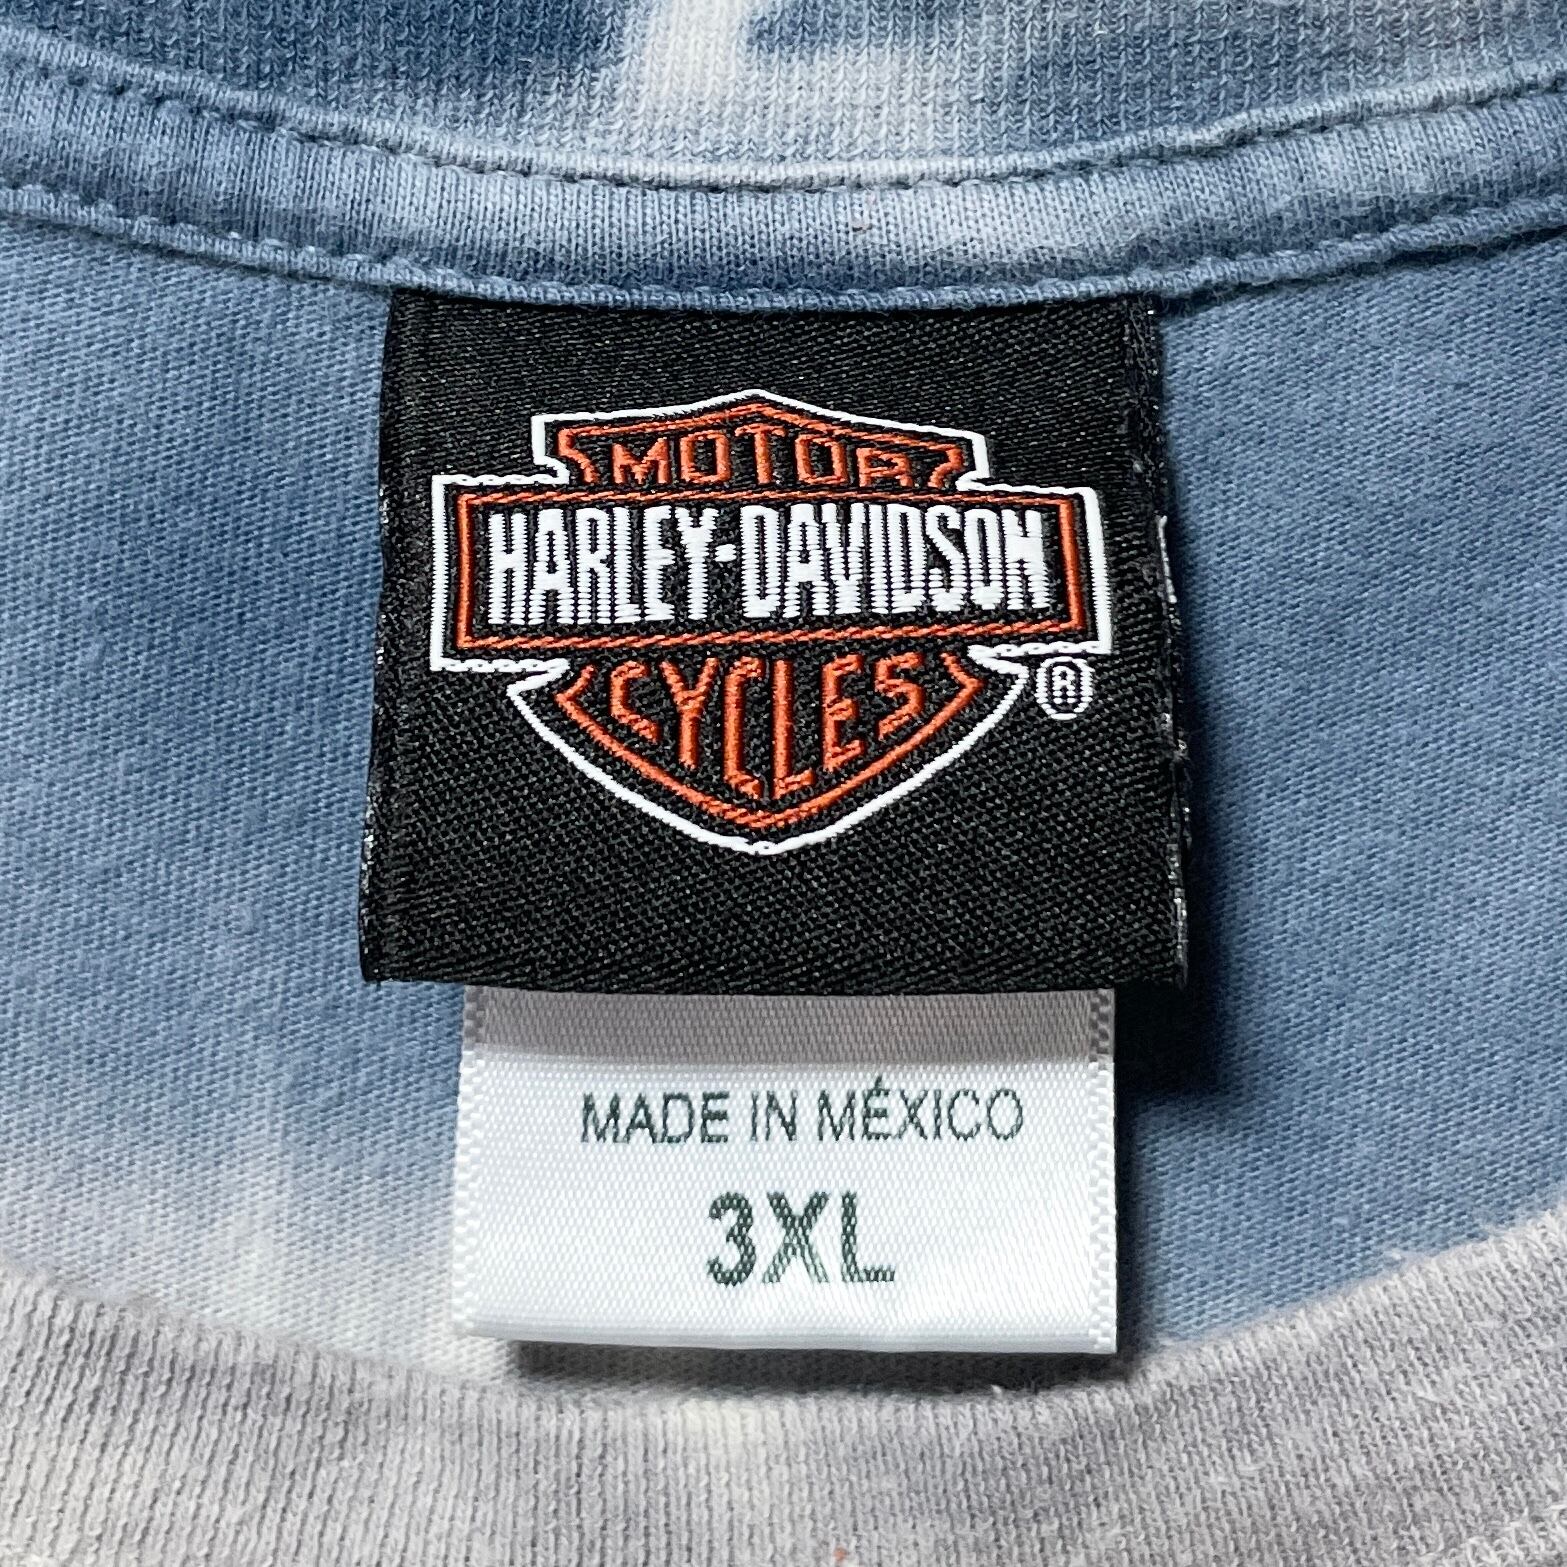 MOTOR
HARLEY-DAVIDSON
CYCLES
®
MADE IN MÉXICO
3XL